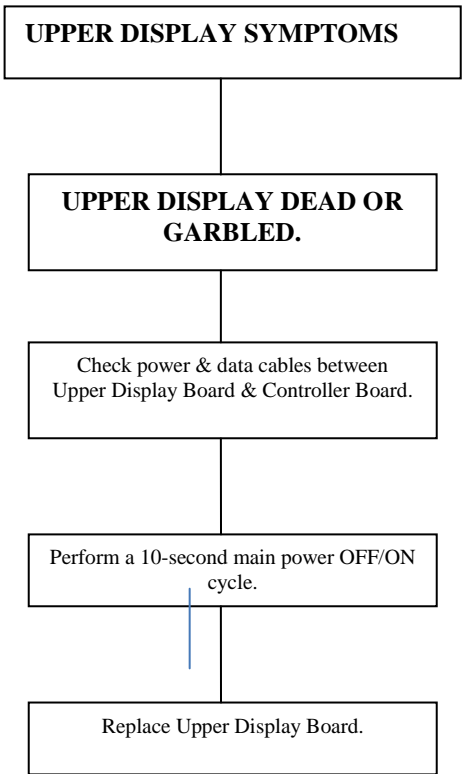 UPPER DISPLAY SYMPTOMS
UPPER DISPLAY DEAD OR
GARBLED.
Check power & data cables between
Upper Display Board & Controller Board.
Perform a 10-second main power OFF/ON
cycle.
Replace Upper Display Board.